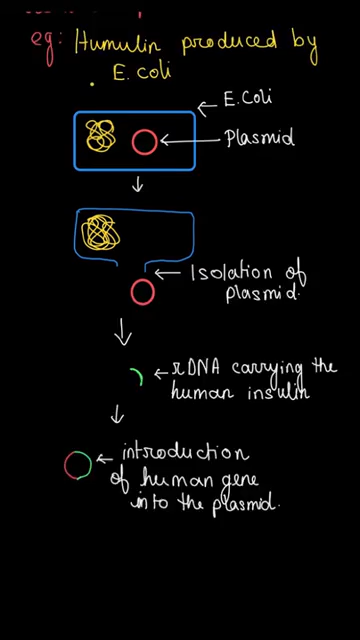 eg: Humulin produced by
E.Coli
E.Coli
Plasmid
Isolation of
plasmid.
rDNA carrying the
human insulin
introduction
of human gene
into the plasmid.